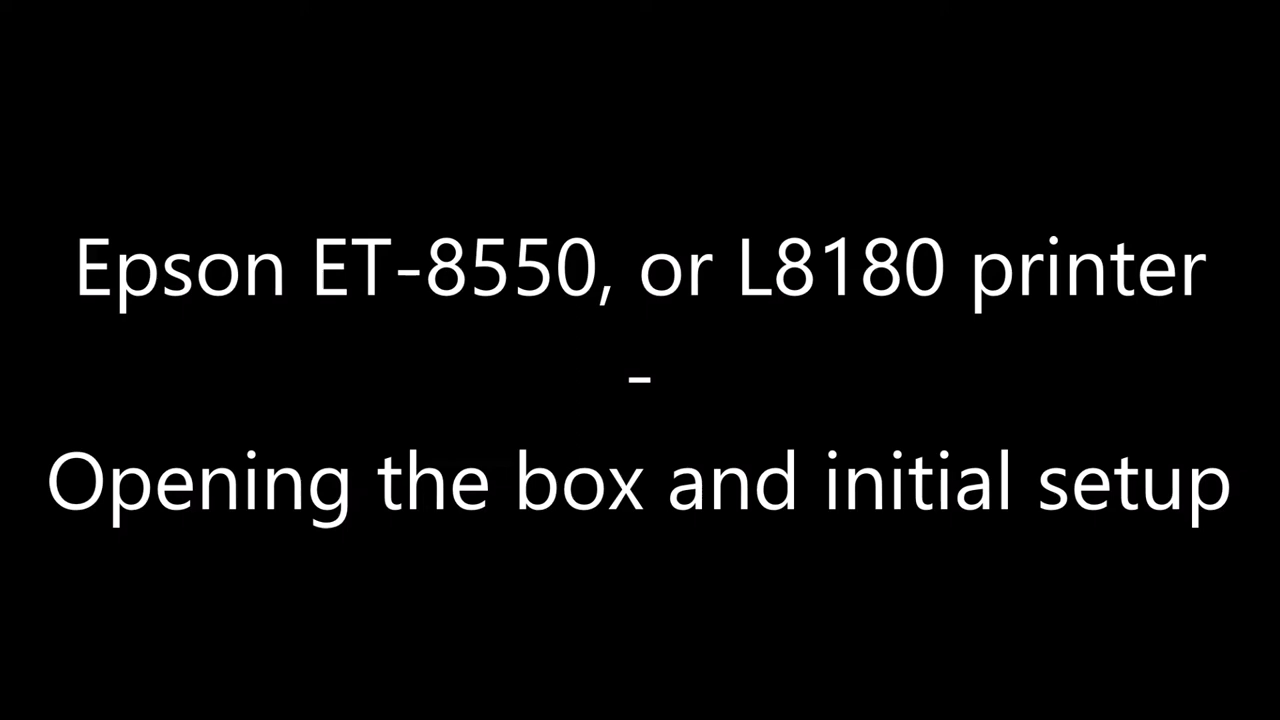 Epson ET-8550, or L8180 printer
-
Opening the box and initial setup